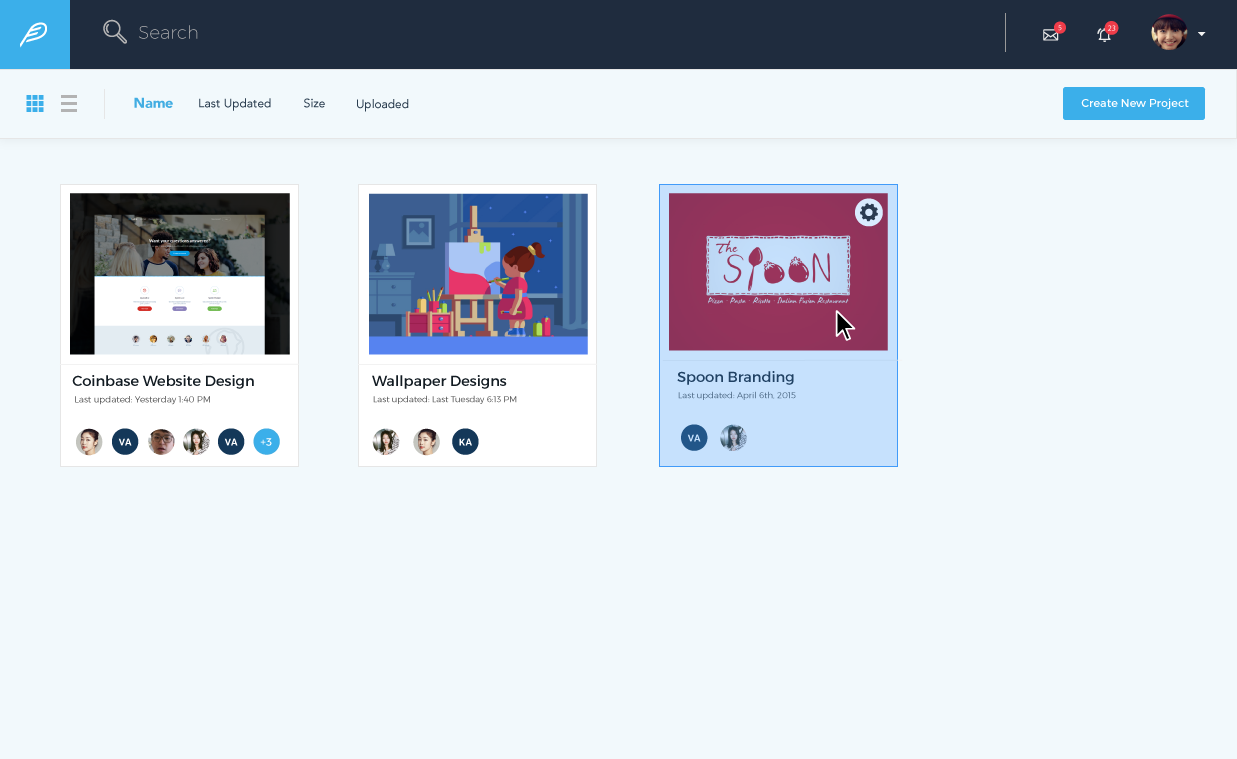 Search
5
23
Name
Last Updated
Size
Uploaded
Create New Project
Want your questions answered?
The
SPOON
Pizza · Pasta · Risotto · Italian Fusion Restaurant
Coinbase Website Design
Last updated: Yesterday 1:40 PM
VA
VA
+3
Wallpaper Designs
Last updated: Last Tuesday 6:13 PM
KA
Spoon Branding
Last updated: April 6th, 2015
VA